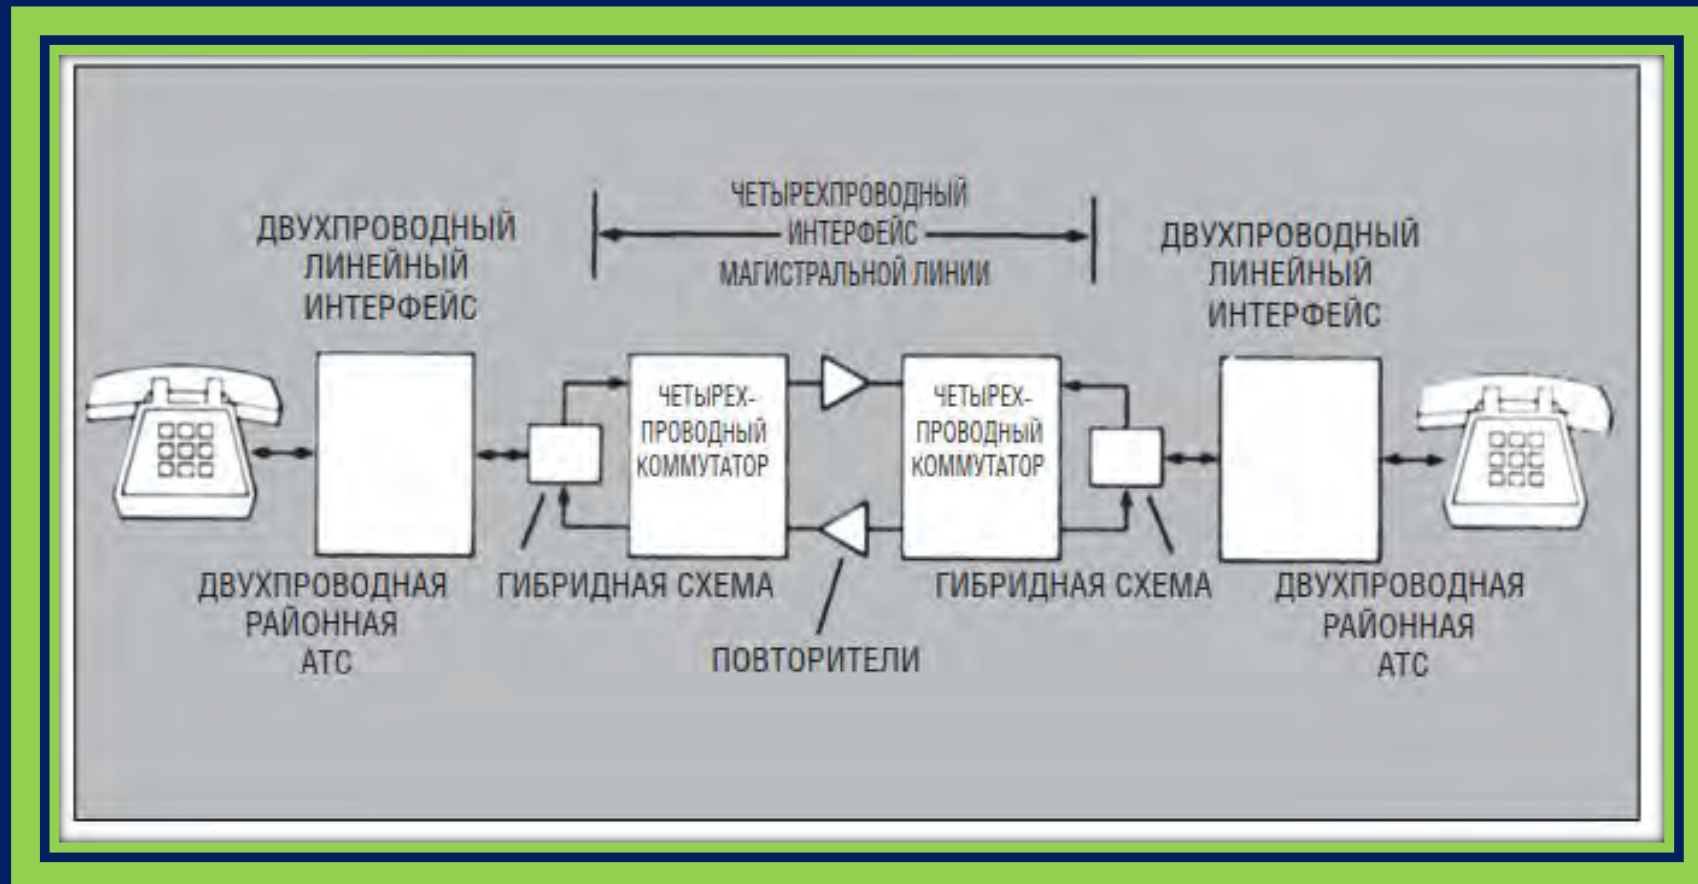 ЧЕТЫРЕХПРОВОДНЫЙ
ИНТЕРФЕЙС
МАГИСТРАЛЬНОЙ ЛИНИИ
ДВУХПРОВОДНЫЙ
ЛИНЕЙНЫЙ
ИНТЕРФЕЙС
ДВУХПРОВОДНЫЙ
ЛИНЕЙНЫЙ
ИНТЕРФЕЙС
ЧЕТЫРЕХ-
ПРОВОДНЫЙ
КОММУТАТОР
ЧЕТЫРЕХ-
ПРОВОДНЫЙ
КОММУТАТОР
ДВУХПРОВОДНАЯ
РАЙОННАЯ
АТС
ГИБРИДНАЯ СХЕМА
ПОВТОРИТЕЛИ
ГИБРИДНАЯ СХЕМА
ДВУХПРОВОДНАЯ
РАЙОННАЯ
АТС